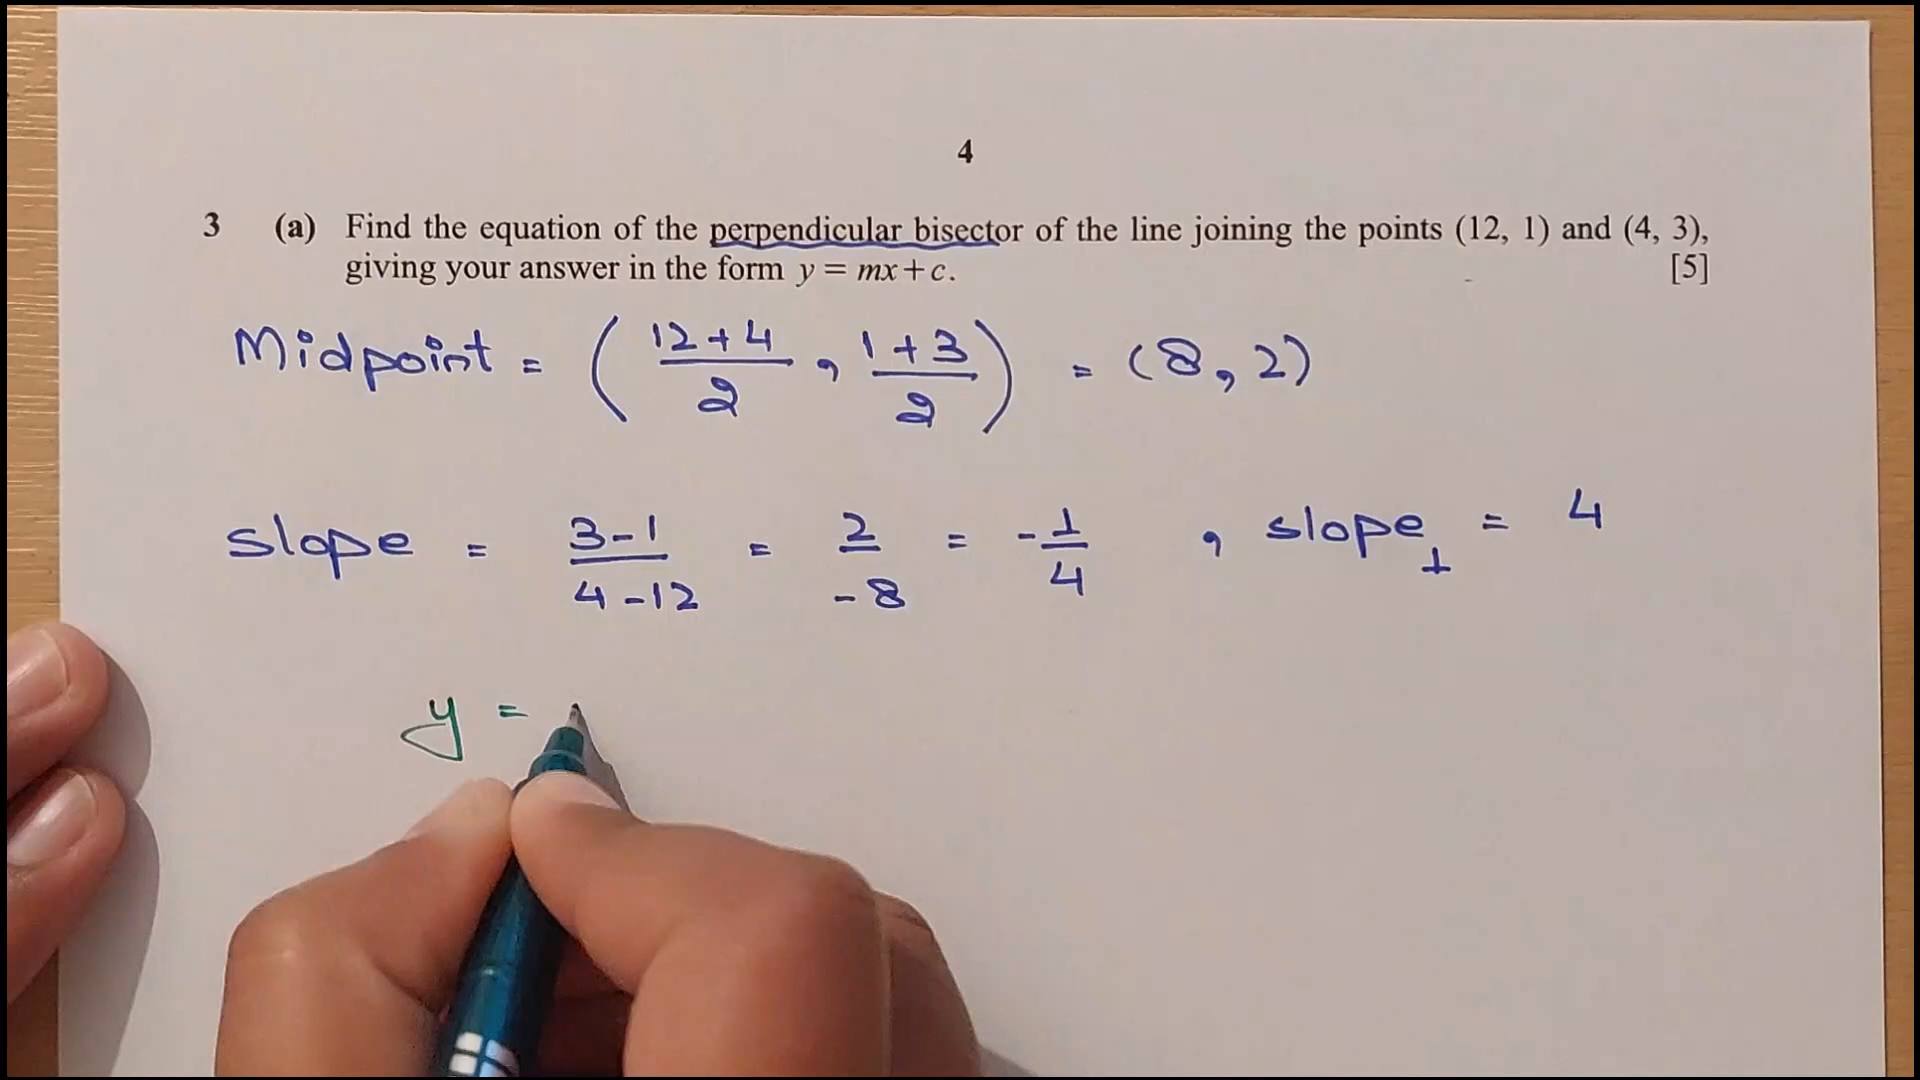 4
3 (a) Find the equation of the perpendicular bisector of the line joining the points (12, 1) and (4, 3),
giving your answer in the form y = mx + c. [5]
Midpoint = ( (12+4)/2 , (1+3)/2 ) = (8, 2)
slope = (3-1)/(4-12) = 2/-8 = -1/4 , slope⊥ = 4
y =